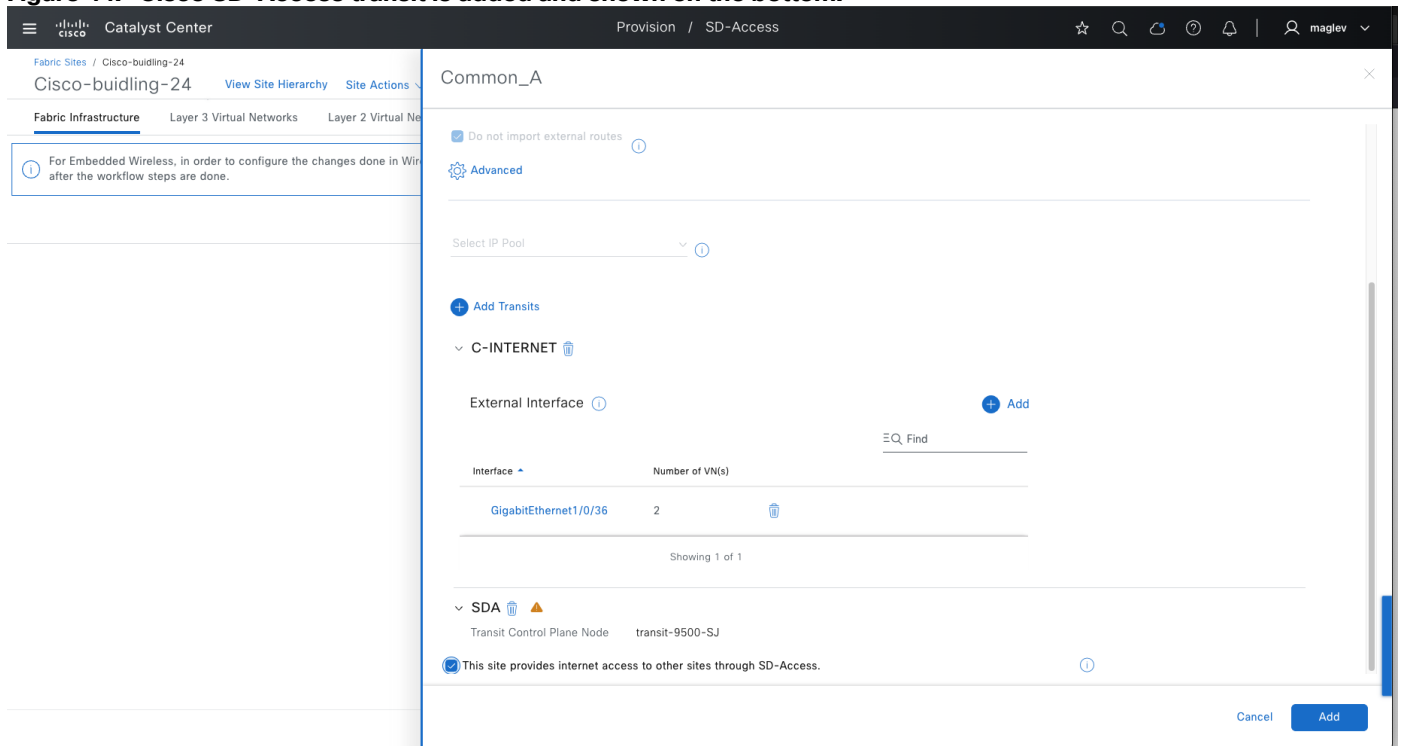 Figure 44. Cisco SD-Access transit is added and shown on the bottom.
cisco Catalyst Center
Provision / SD-Access
maglev
Fabric Sites / Cisco-buidling-24
Cisco-buidling-24 View Site Hierarchy Site Actions
Fabric Infrastructure Layer 3 Virtual Networks Layer 2 Virtual Ne
For Embedded Wireless, in order to configure the changes done in Wir
after the workflow steps are done.
Common_A
Do not import external routes
Advanced
Select IP Pool
Add Transits
C-INTERNET
External Interface
Add
Find
Interface Number of VN(s)
GigabitEthernet1/0/36 2
Showing 1 of 1
SDA
Transit Control Plane Node transit-9500-SJ
This site provides internet access to other sites through SD-Access.
Cancel Add